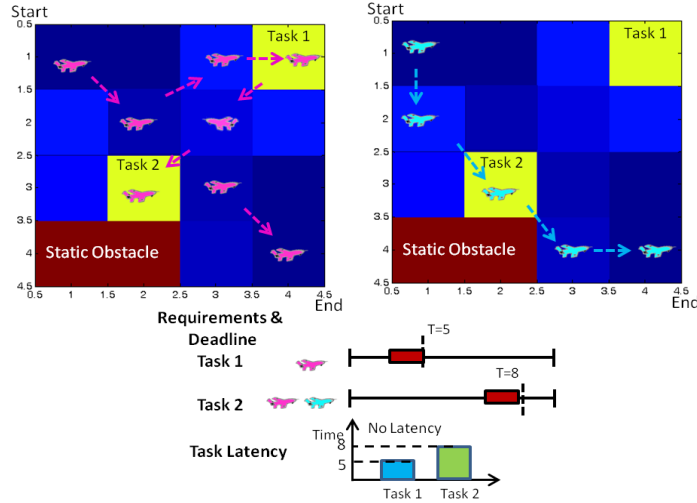 Start
Start
0.5
Task 1
1
1.5
2
2.5
Task 2
3
3.5
Static Obstacle
4
4.5
0.5 1 1.5 2 2.5 3 3.5 4 4.5
End
0.5
Task 1
1
1.5
2
2.5
Task 2
3
3.5
Static Obstacle
4
4.5
0.5 1 1.5 2 2.5 3 3.5 4 4.5
End
Requirements &
Deadline
T=5
Task 1
T=8
Task 2
Task Latency
Time
No Latency
8
5
Task 1 Task 2